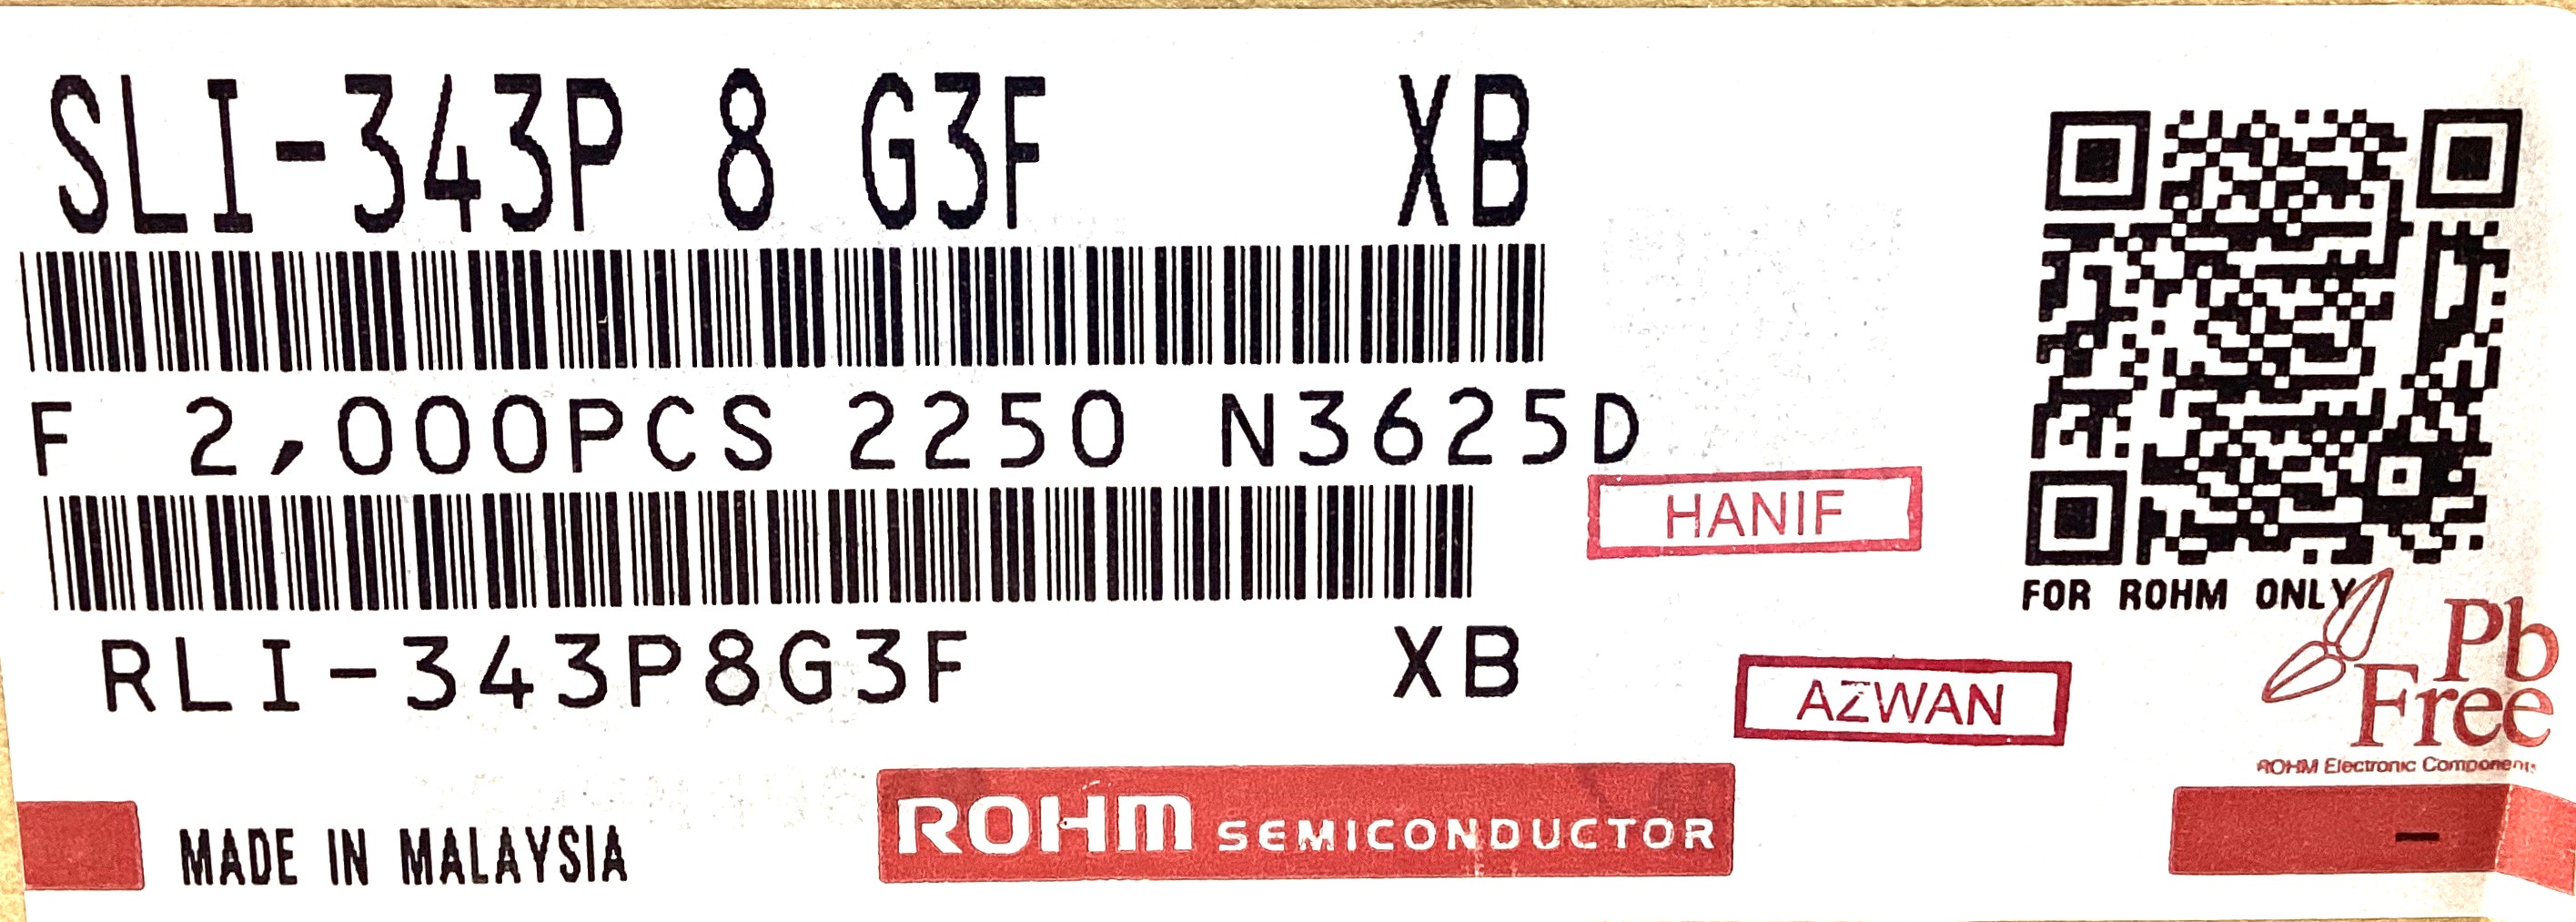 SLI-343P 8 G3F XB
F 2,000PCS 2250 N3625D
HANIF
FOR ROHM ONLY
RLI-343P8G3F XB
AZWAN
Pb
Free
ROHM Electronic Components
MADE IN MALAYSIA
ROHM SEMICONDUCTOR
-